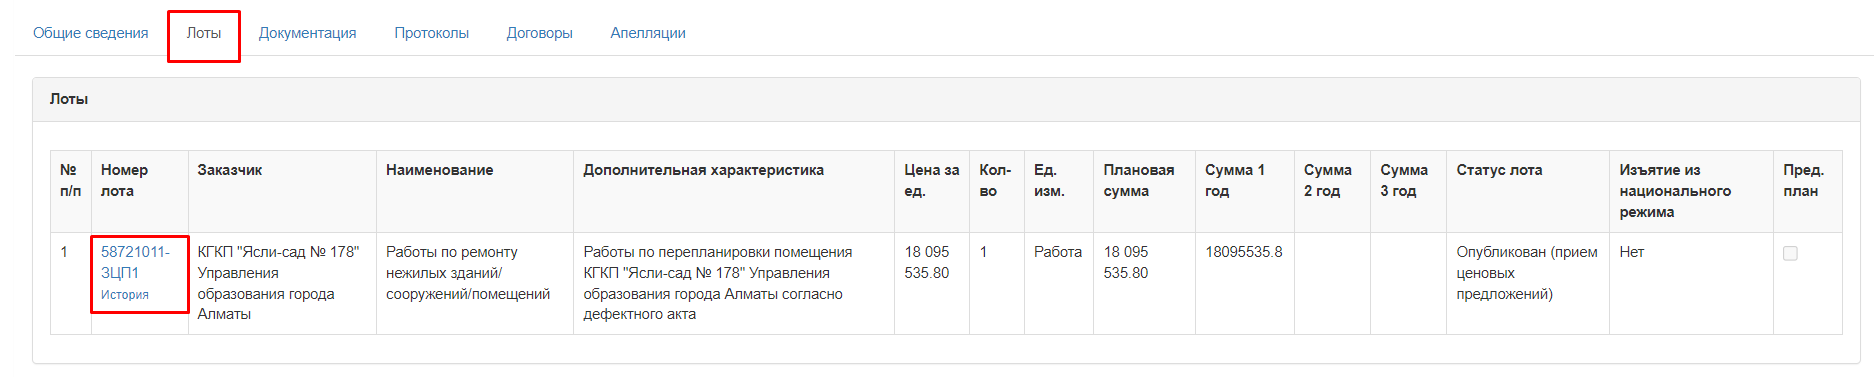 Общие сведения Лоты Документация Протоколы Договоры Апелляции
Лоты
№ п/п
Номер лота
Заказчик
Наименование
Дополнительная характеристика
Цена за ед.
Кол-во
Ед. изм.
Плановая сумма
Сумма 1 год
Сумма 2 год
Сумма 3 год
Статус лота
Изъятие из национального режима
Пред. план
1
58721011-
ЗЦП1
История
КГКП "Ясли-сад № 178"
Управления
образования города
Алматы
Работы по ремонту
нежилых зданий/
сооружений/помещений
Работы по перепланировки помещения
КГКП "Ясли-сад № 178" Управления
образования города Алматы согласно
дефектного акта
18 095
535.80
1
Работа
18 095
535.80
18095535.8
Опубликован (прием
ценовых
предложений)
Нет